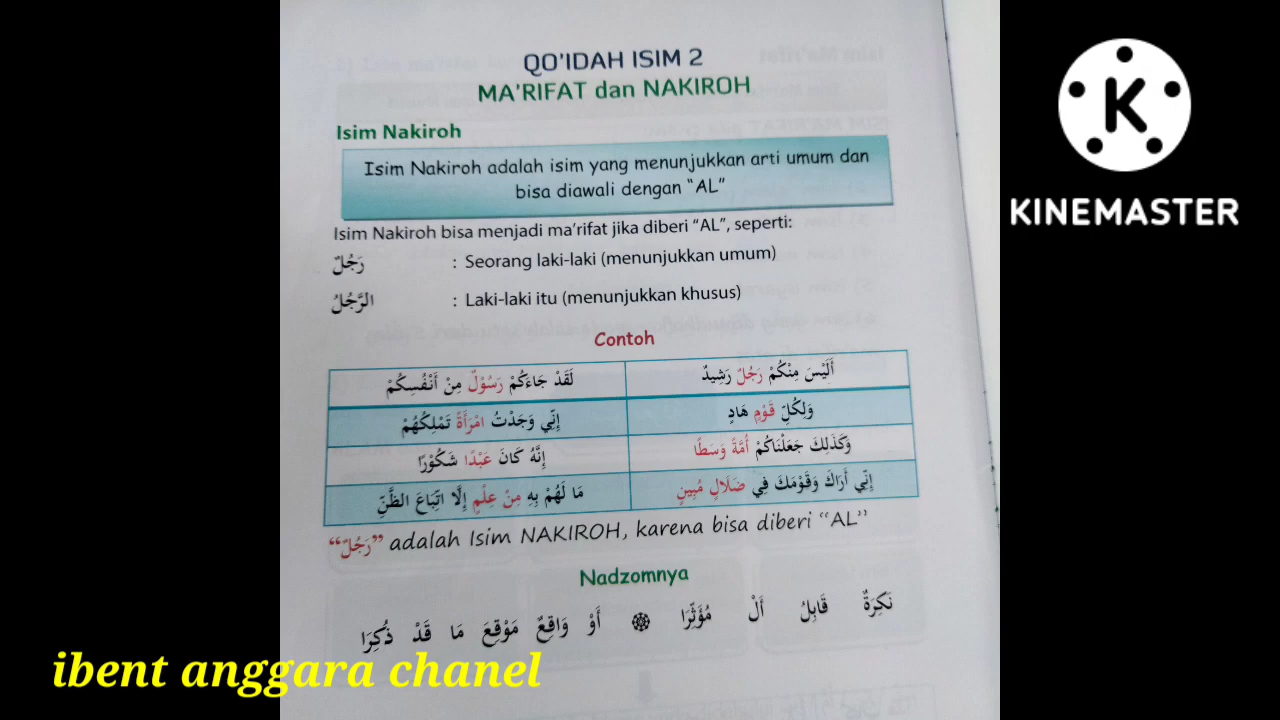 QO'IDAH ISIM 2
MA'RIFAT dan NAKIROH
Isim Nakiroh
Isim Nakiroh adalah isim yang menunjukkan arti umum dan
bisa diawali dengan "AL"
Isim Nakiroh bisa menjadi ma'rifat jika diberi "AL", seperti:
رَجُلٌ : Seorang laki-laki (menunjukkan umum)
الرَّجُلُ : Laki-laki itu (menunjukkan khusus)
Contoh
أَلَيْسَ مِنْكُمْ رَجُلٌ رَشِيدٌ
لَقَدْ جَاءَكُمْ رَسُوْلٌ مِنْ أَنْفُسِكُمْ
وَلِكُلِّ قَوْمٍ هَادٍ
إِنِّي وَجَدْتُ امْرَأَةً تَمْلِكُهُمْ
وَكَذَلِكَ جَعَلْنَاكُمْ أُمَّةً وَسَطًا
إِنَّهُ كَانَ عَبْدًا شَكُوْرًا
إِنِّي أَرَاكَ وَقَوْمَكَ فِي ضَلَالٍ مُبِينٍ
مَا لَهُمْ بِهِ مِنْ عِلْمٍ إِلَّا اتِّبَاعَ الظَّنِّ
"رَجُلٌ" adalah Isim NAKIROH, karena bisa diberi "AL"
Nadzomnya
نَكِرَةٌ قَابِلُ أَلْ مُؤَثِّرَا ۞ أَوْ وَاقِعٌ مَوْقِعَ مَا قَدْ ذُكِرَا
ibent anggara chanel
K
KINEMASTER